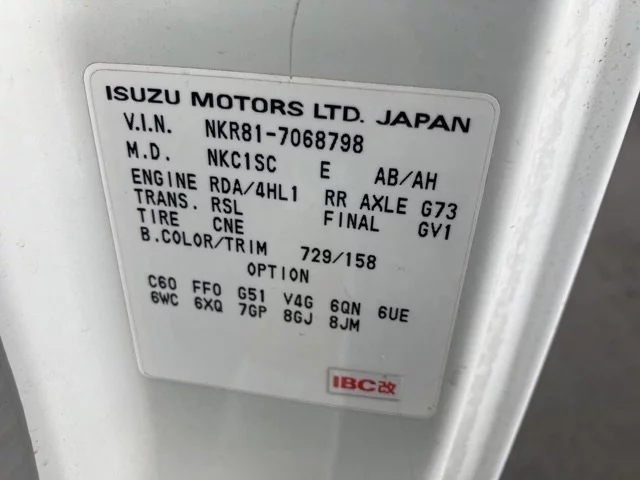 ISUZU MOTORS LTD. JAPAN
V.I.N. NKR81-7068798
M.D. NKC1SC E AB/AH
ENGINE RDA/4HL1 RR AXLE G73
TRANS. RSL FINAL GV1
TIRE CNE
B.COLOR/TRIM 729/158
OPTION
C60 FF0 G51 V4G 6QN 6UE
6WC 6XQ 7GP 8GJ 8JM
IBC改